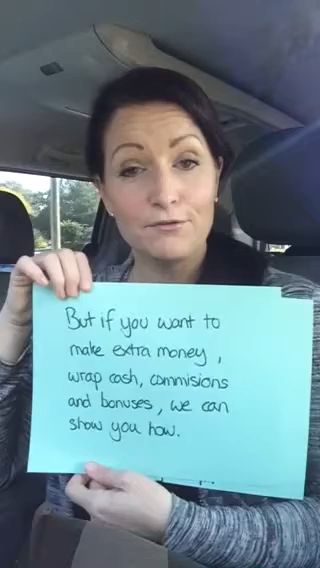 But if you want to
make extra money,
wrap cash, commisions
and bonuses, we can
show you how.